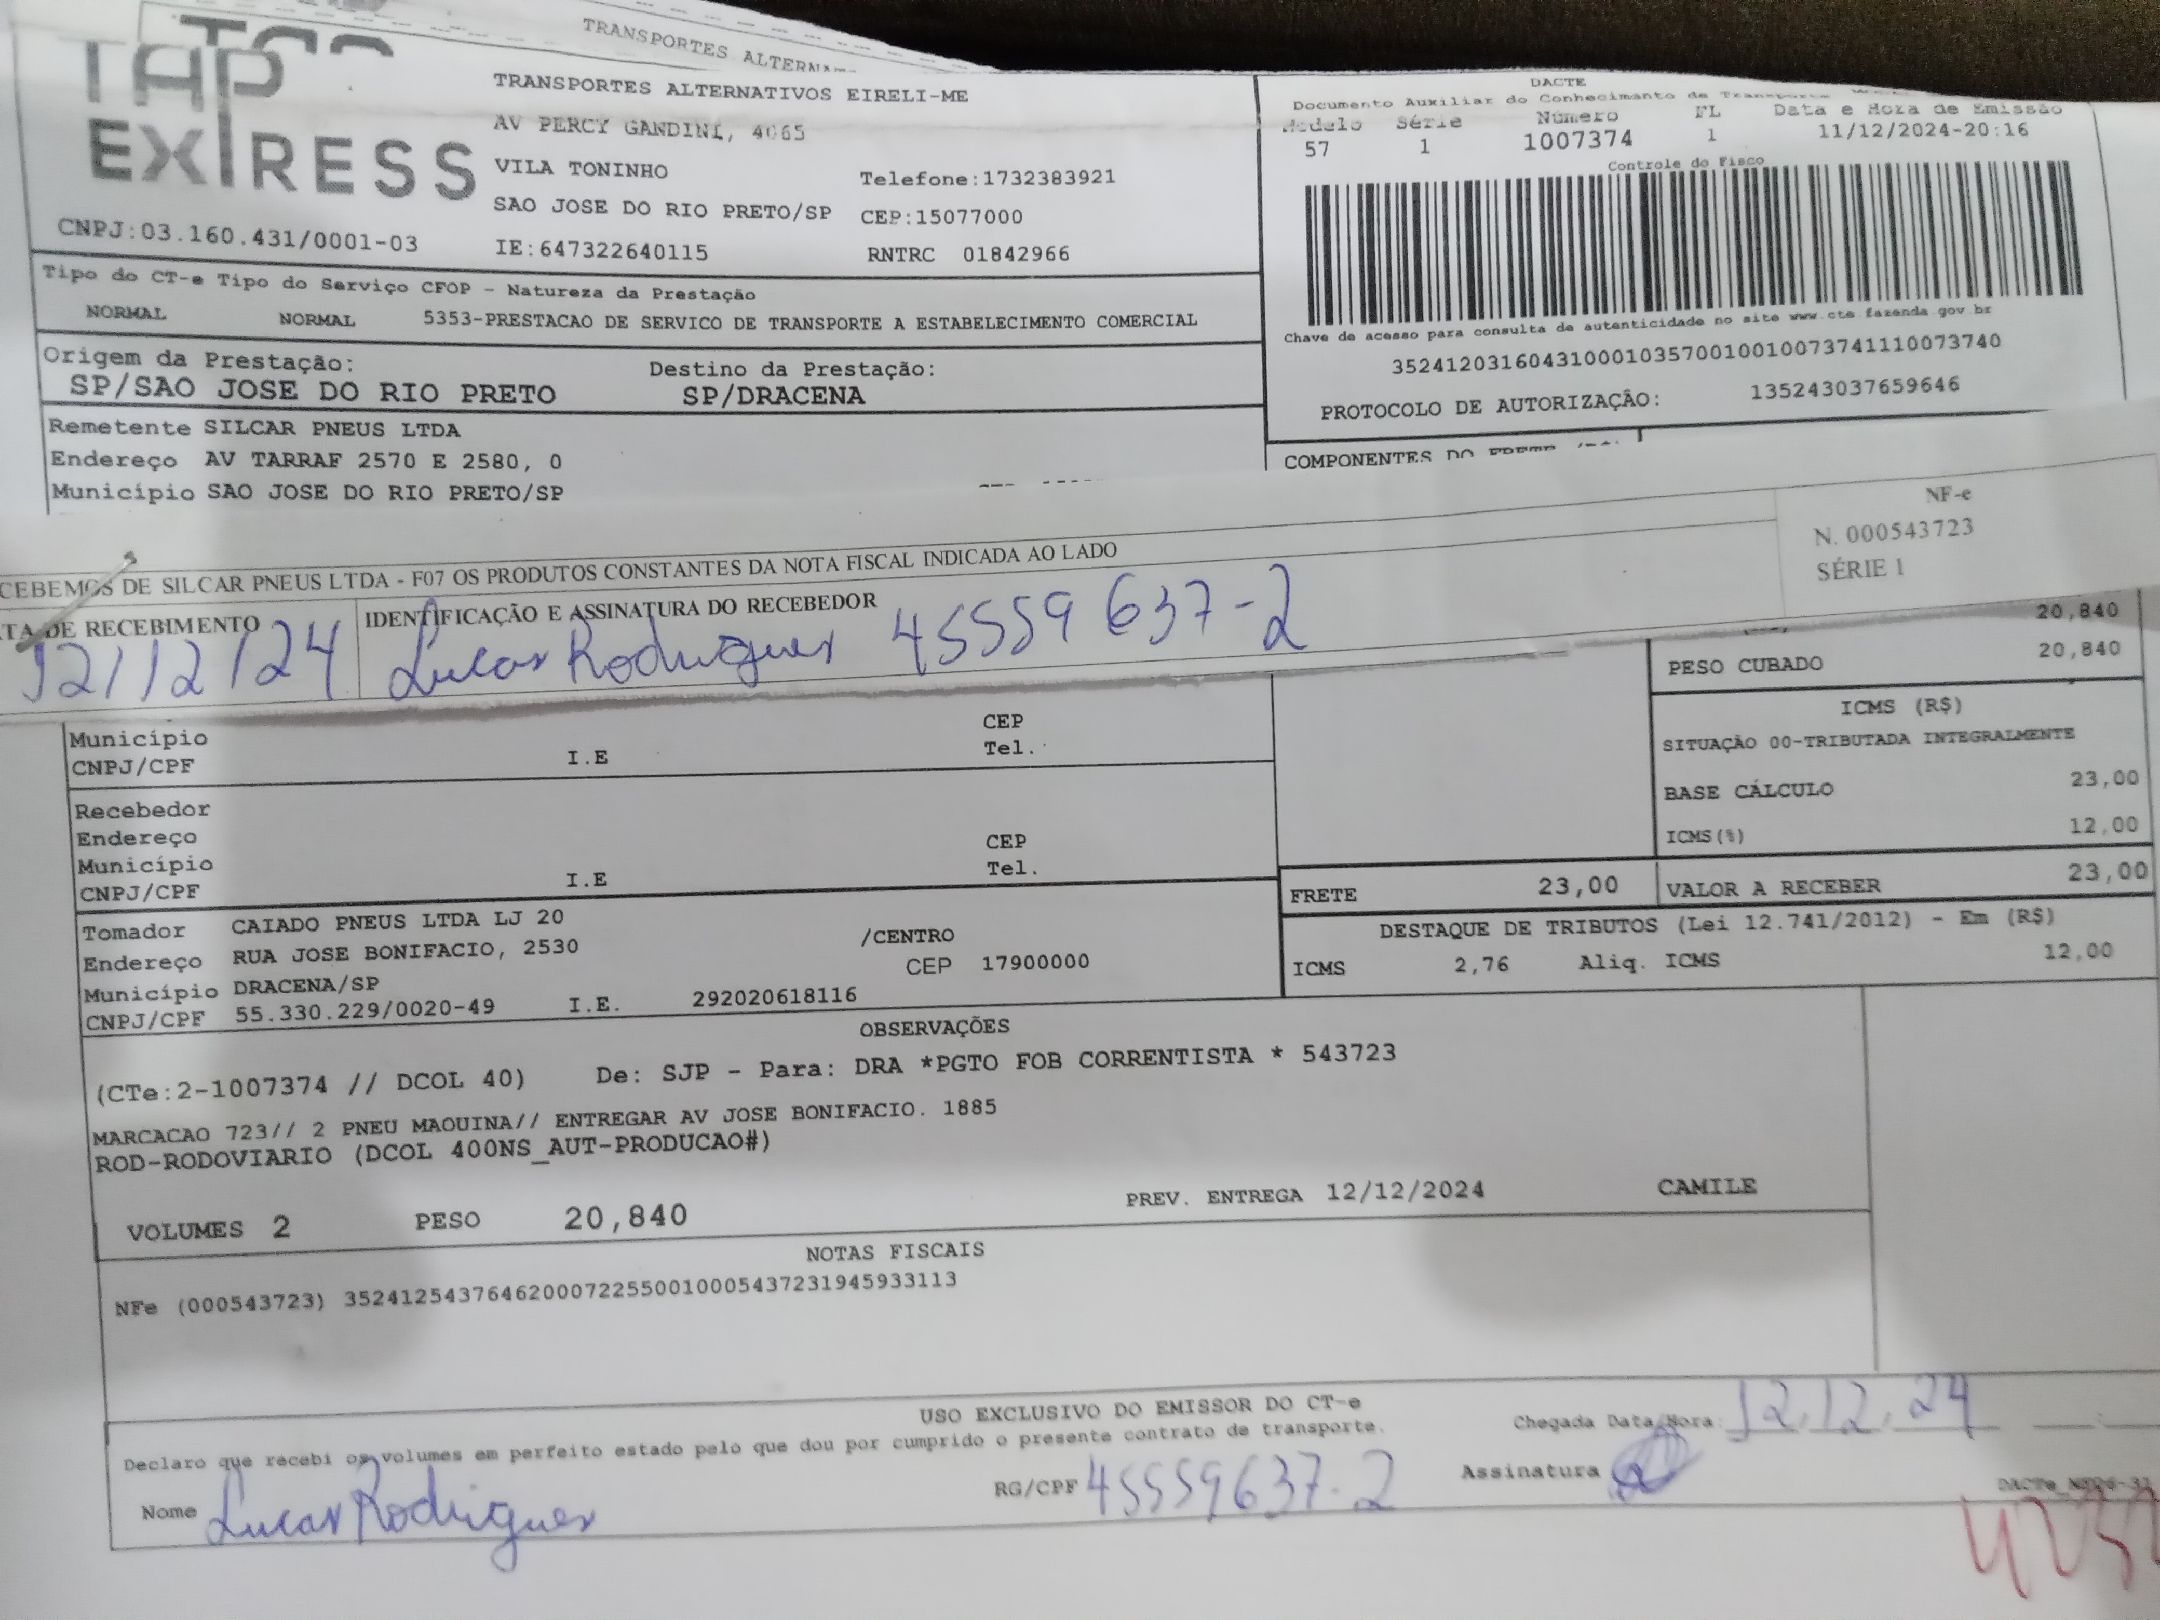 TRANSPORTES
TAP
EXPRESS
TRANSPORTES ALTERNATIVOS EIRELI-ME
AV PERCY GANDINI, 4065
VILA TONINHO
Telefone:1732383921
SAO JOSE DO RIO PRETO/SP CEP:15077000
CNPJ:03.160.431/0001-03
IE:647322640115
RNTRC 01842966
DACTE
Documento Auxiliar do Conhecimento de
Modelo Série Número FL Data e Hora de Emissão
57 1 1007374 1 11/12/2024-20:16
Controle do Fisco
Chave de acesso para consulta de autenticidade no site www.cte.fazenda.gov.br
35241203160431000103570010010073741110073740
PROTOCOLO DE AUTORIZAÇÃO: 135243037659646
Tipo do CT-e Tipo do Serviço CFOP - Natureza da Prestação
NORMAL NORMAL 5353-PRESTACAO DE SERVICO DE TRANSPORTE A ESTABELECIMENTO COMERCIAL
Origem da Prestação: Destino da Prestação:
SP/SAO JOSE DO RIO PRETO SP/DRACENA
Remetente SILCAR PNEUS LTDA
Endereço AV TARRAF 2570 E 2580, 0
Município SAO JOSE DO RIO PRETO/SP
COMPONENTES DO
CEBEMOS DE SILCAR PNEUS LTDA - F07 OS PRODUTOS CONSTANTES DA NOTA FISCAL INDICADA AO LADO
NF-e
N. 000543723
SÉRIE 1
TA DE RECEBIMENTO IDENTIFICAÇÃO E ASSINATURA DO RECEBEDOR
12/12/24 Lucas Rodrigues 45559637-2
20,840
PESO CUBADO 20,840
Município CEP
CNPJ/CPF I.E Tel.
ICMS (R$)
SITUAÇÃO 00-TRIBUTADA INTEGRALMENTE
BASE CÁLCULO 23,00
ICMS(%) 12,00
Recebedor
Endereço CEP
Município Tel.
CNPJ/CPF I.E
FRETE 23,00 VALOR A RECEBER 23,00
Tomador CAIADO PNEUS LTDA LJ 20
Endereço RUA JOSE BONIFACIO, 2530 /CENTRO
Município DRACENA/SP CEP 17900000
CNPJ/CPF 55.330.229/0020-49 I.E. 292020618116
DESTAQUE DE TRIBUTOS (Lei 12.741/2012) - Em (R$)
ICMS 2,76 Aliq. ICMS 12,00
OBSERVAÇÕES
(CTe:2-1007374 // DCOL 40) De: SJP - Para: DRA *PGTO FOB CORRENTISTA * 543723
MARCACAO 723// 2 PNEU MAQUINA// ENTREGAR AV JOSE BONIFACIO. 1885
ROD-RODOVIARIO (DCOL 400NS_AUT-PRODUCAO#)
VOLUMES 2 PESO 20,840 PREV. ENTREGA 12/12/2024 CAMILE
NOTAS FISCAIS
NFe (000543723) 35241254376462000722550010005437231945933113
USO EXCLUSIVO DO EMISSOR DO CT-e
Declaro que recebi os volumes em perfeito estado pelo que dou por cumprido o presente contrato de transporte.
Chegada Data/Hora: 12.12.24
Nome Lucas Rodrigues RG/CPF 45559637-2 Assinatura